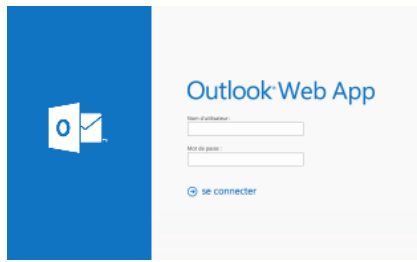 Outlook Web App
Nom d'utilisateur :
Mot de passe :
se connecter